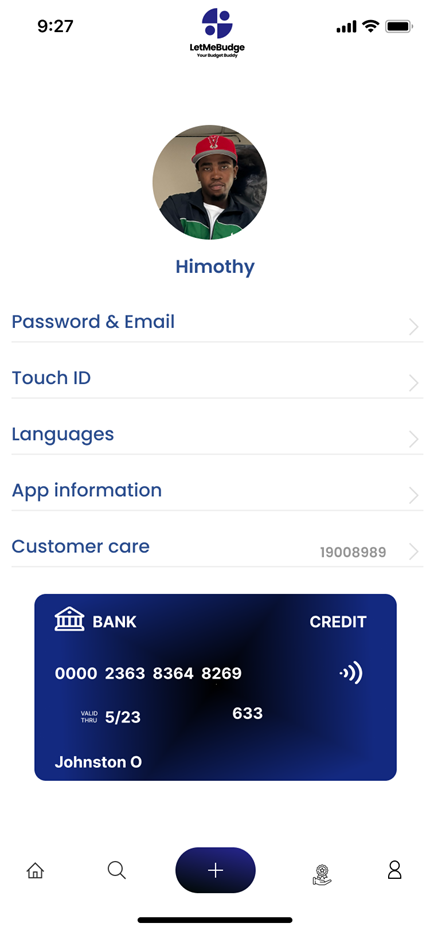 9:27
LetMeBudge
Your Budget Buddy
Himothy
Password & Email
Touch ID
Languages
App information
Customer care 19008989
BANK CREDIT
0000 2363 8364 8269
VALID THRU 5/23 633
Johnston O